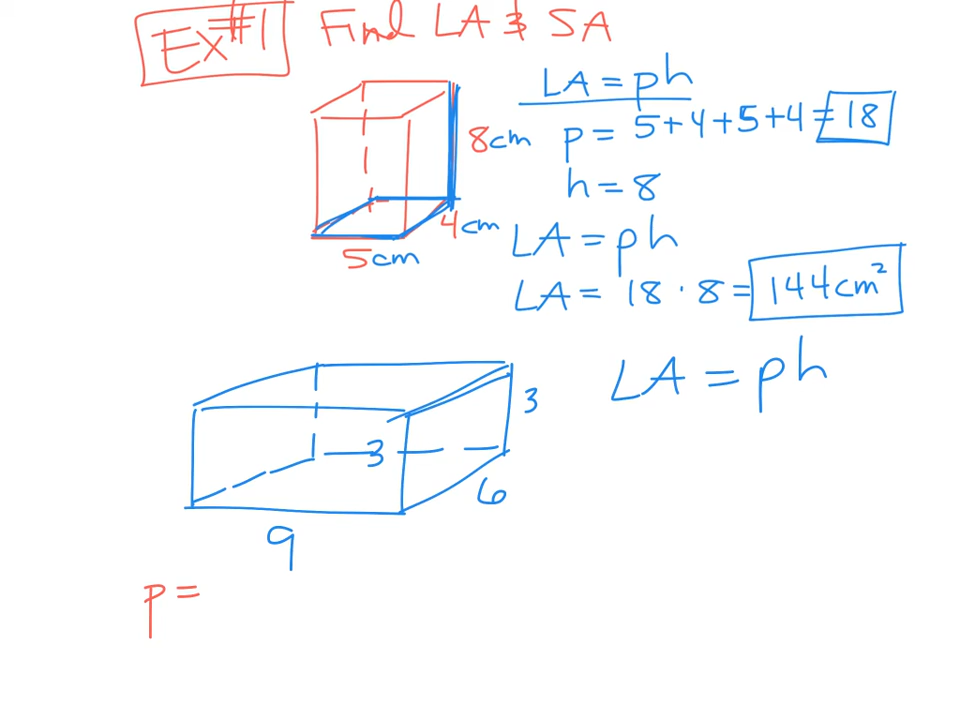 Ex#1 Find LA & SA
LA = ph
8cm
p = 5+4+5+4 = 18
h = 8
4cm
5cm
LA = ph
LA = 18 · 8 = 144cm²
LA = ph
3
3
6
9
p =